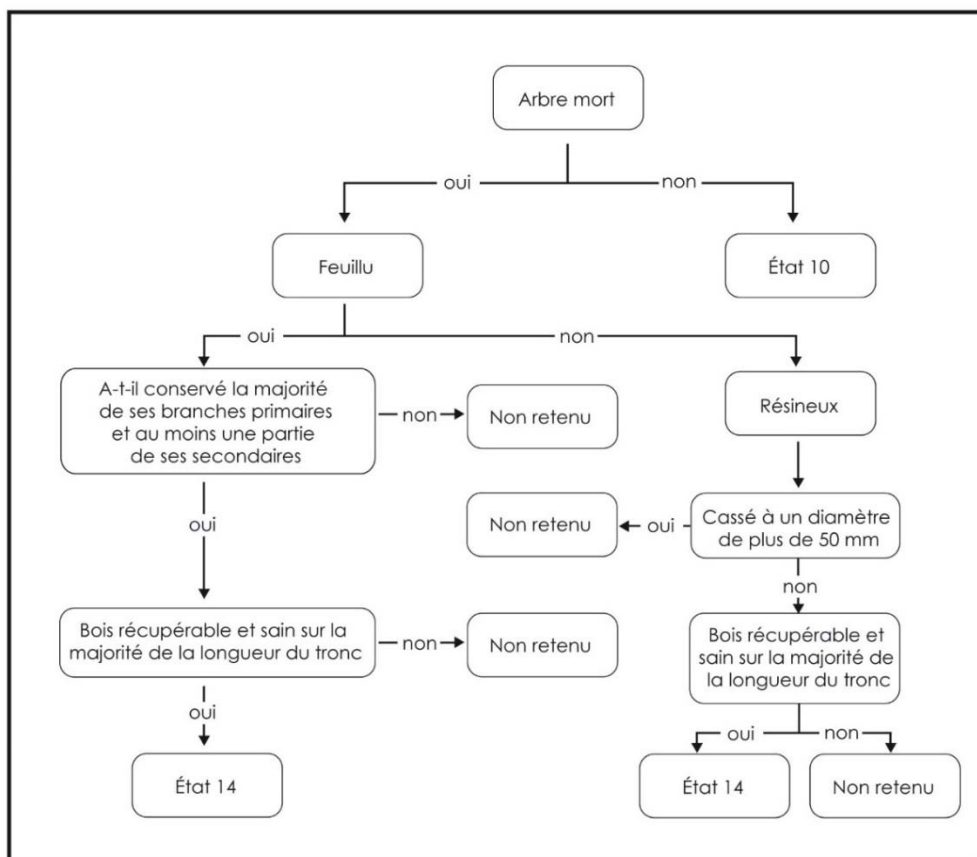 Arbre mort
oui
non
Feuillu
État 10
oui
non
A-t-il conservé la majorité
de ses branches primaires
et au moins une partie
de ses secondaires
non
Non retenu
Résineux
oui
Non retenu
oui
Cassé à un diamètre
de plus de 50 mm
non
Bois récupérable et sain sur la
majorité de la longueur du tronc
non
Non retenu
Bois récupérable et
sain sur la majorité de
la longueur du tronc
oui
oui
non
État 14
État 14
Non retenu